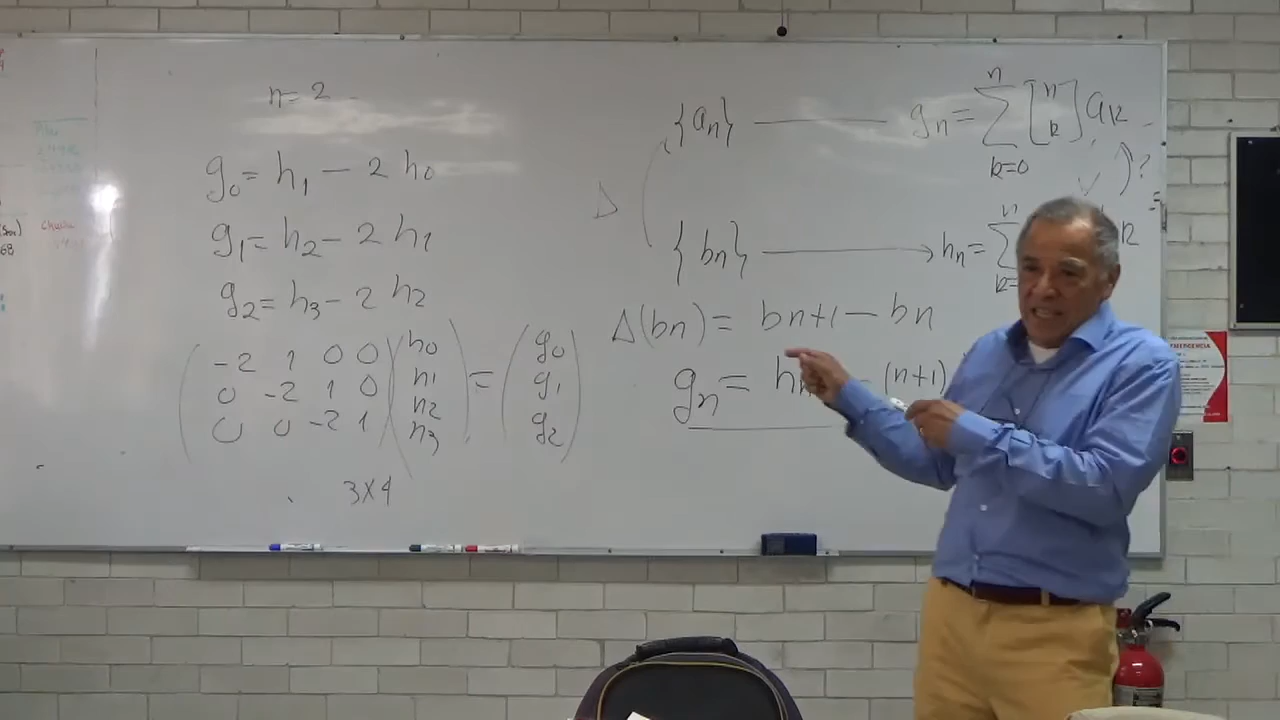 n=2
g₀= h₁ − 2 h₀
g₁= h₂− 2 h₁
g₂= h₃− 2 h₂
-2 1 0 0 h₀ g₀
0 -2 1 0 h₁ = g₁
0 0 -2 1 h₂ g₂
h₃
3X4
{aₙ} — gₙ= ∑ₖ₌₀ⁿ [n k] aₖ
?
Δ
{bₙ} → hₙ= ∑
Δ(bn)= bn+1 − bn
gₙ= h − (n+1)